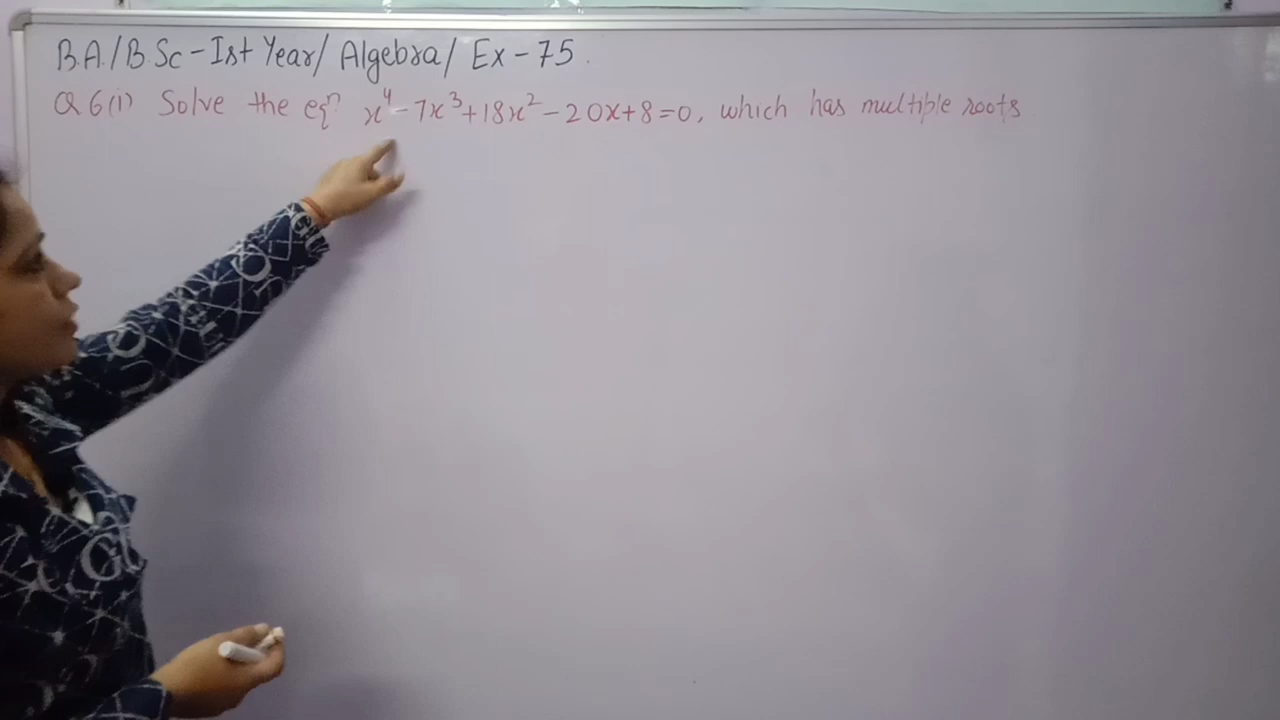 B.A./B.Sc - Ist Year/ Algebra/ Ex - 75.
Q 6(i) Solve the eqⁿ x⁴ - 7x³ + 18x² - 20x + 8 = 0, which has multiple roots